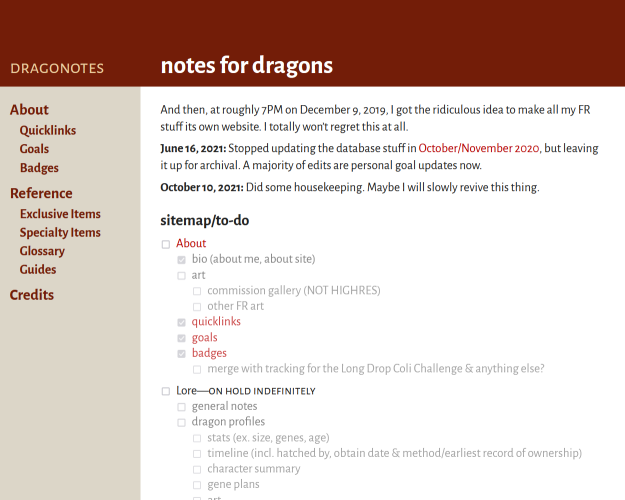 DRAGONOTES
notes for dragons
About
Quicklinks
Goals
Badges
Reference
Exclusive Items
Specialty Items
Glossary
Guides
Credits
And then, at roughly 7PM on December 9, 2019, I got the ridiculous idea to make all my FR
stuff its own website. I totally won't regret this at all.
June 16, 2021: Stopped updating the database stuff in October/November 2020, but leaving
it up for archival. A majority of edits are personal goal updates now.
October 10, 2021: Did some housekeeping. Maybe I will slowly revive this thing.
sitemap/to-do
About
bio (about me, about site)
art
commission gallery (NOT HIGHRES)
other FR art
quicklinks
goals
badges
merge with tracking for the Long Drop Coli Challenge & anything else?
Lore—ON HOLD INDEFINITELY
general notes
dragon profiles
stats (ex. size, genes, age)
timeline (incl. hatched by, obtain date & method/earliest record of ownership)
character summary
gene plans
art